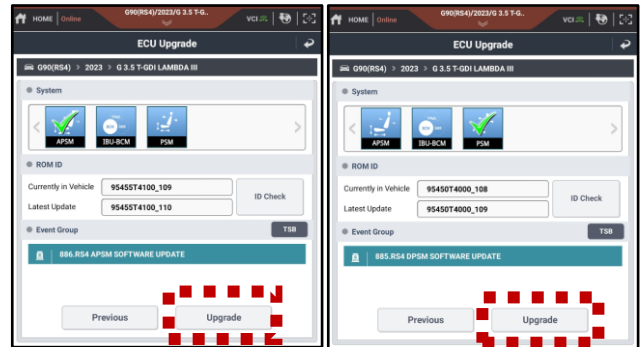 HOME Online
G90(RS4)/2023/G 3.5 T-G..
VCI
ECU Upgrade
G90(RS4) > 2023 > G 3.5 T-GDI LAMBDA III
System
APSM IBU-BCM PSM
ROM ID
Currently in Vehicle 95455T4100_109
ID Check
Latest Update 95455T4100_110
Event Group TSB
886.RS4 APSM SOFTWARE UPDATE
Previous Upgrade
HOME Online
G90(RS4)/2023/G 3.5 T-G..
VCI
ECU Upgrade
G90(RS4) > 2023 > G 3.5 T-GDI LAMBDA III
System
APSM IBU-BCM PSM
ROM ID
Currently in Vehicle 95450T4000_108
ID Check
Latest Update 95450T4000_109
Event Group TSB
885.RS4 DPSM SOFTWARE UPDATE
Previous Upgrade